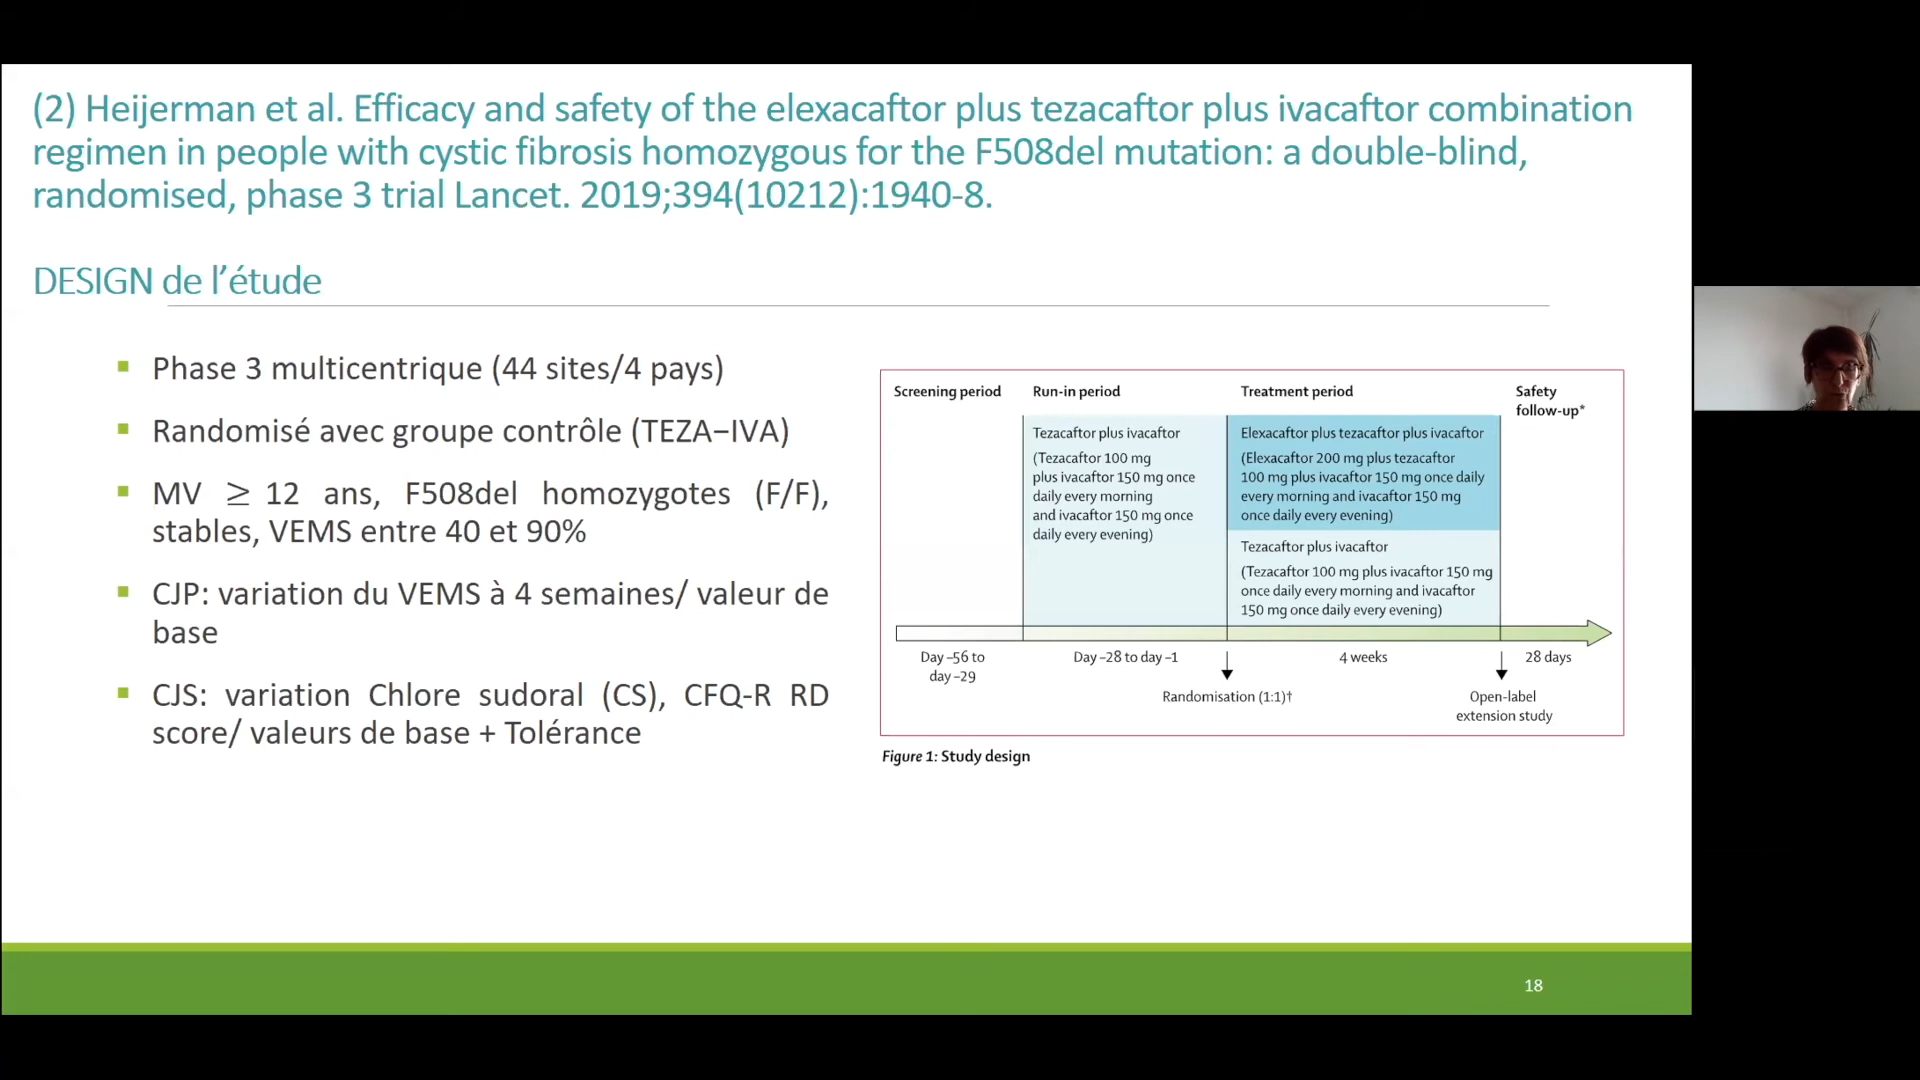 (2) Heijerman et al. Efficacy and safety of the elexacaftor plus tezacaftor plus ivacaftor combination
regimen in people with cystic fibrosis homozygous for the F508del mutation: a double-blind,
randomised, phase 3 trial Lancet. 2019;394(10212):1940-8.
DESIGN de l’étude
Phase 3 multicentrique (44 sites/4 pays)
Randomisé avec groupe contrôle (TEZA–IVA)
MV ≥ 12 ans, F508del homozygotes (F/F),
stables, VEMS entre 40 et 90%
CJP: variation du VEMS à 4 semaines/ valeur de
base
CJS: variation Chlore sudoral (CS), CFQ-R RD
score/ valeurs de base + Tolérance
Screening period
Run-in period
Treatment period
Safety
follow-up*
Tezacaftor plus ivacaftor
(Tezacaftor 100 mg
plus ivacaftor 150 mg once
daily every morning
and ivacaftor 150 mg once
daily every evening)
Elexacaftor plus tezacaftor plus ivacaftor
(Elexacaftor 200 mg plus tezacaftor
100 mg plus ivacaftor 150 mg once daily
every morning and ivacaftor 150 mg
once daily every evening)
Tezacaftor plus ivacaftor
(Tezacaftor 100 mg plus ivacaftor 150 mg
once daily every morning and ivacaftor
150 mg once daily every evening)
Day –56 to
day –29
Day –28 to day –1
4 weeks
28 days
Randomisation (1:1)†
Open-label
extension study
Figure 1: Study design
18